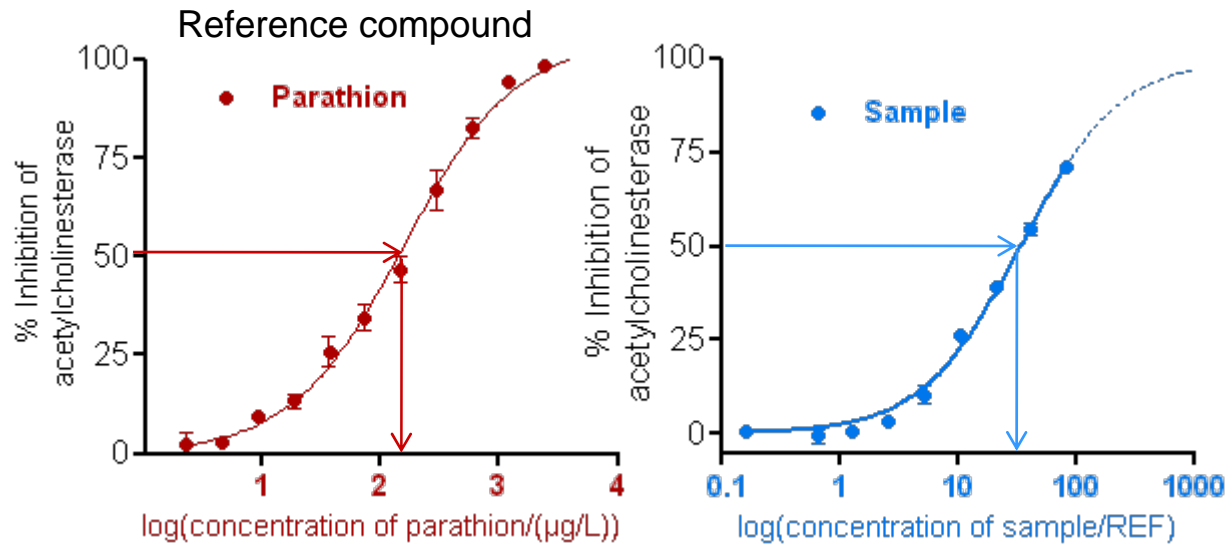 Reference compound
% Inhibition of
acetylcholinesterase
100
75
50
25
0
Parathion
1
2
3
4
log(concentration of parathion/(µg/L))
% Inhibition of
acetylcholinesterase
100
75
50
25
0
Sample
0.1
1
10
100
1000
log(concentration of sample/REF)